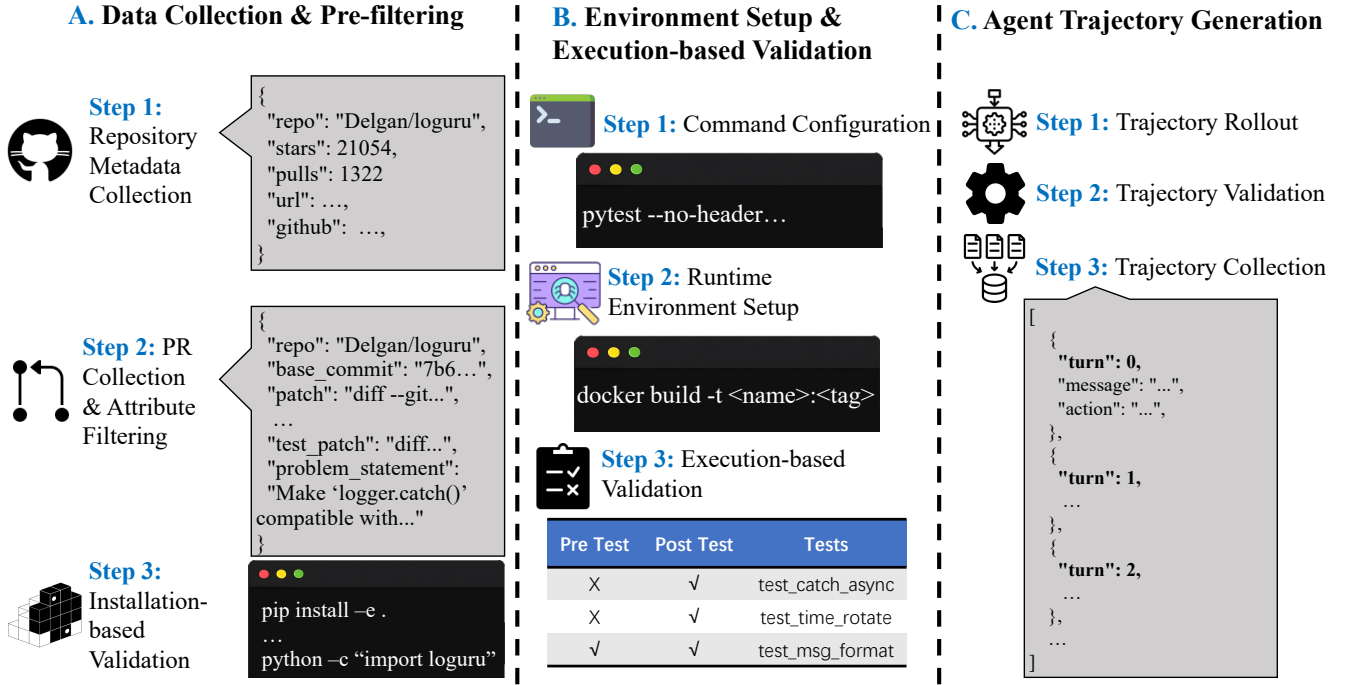 A. Data Collection & Pre-filtering
Step 1:
Repository
Metadata
Collection
{
"repo": "Delgan/loguru",
"stars": 21054,
"pulls": 1322
"url": …,
"github": …,
}
Step 2: PR
Collection
& Attribute
Filtering
{
"repo": "Delgan/loguru",
"base_commit": "7b6…",
"patch": "diff --git...",
…
"test_patch": "diff...",
"problem_statement":
"Make ‘logger.catch()’
compatible with..."
}
Step 3:
Installation-
based
Validation
pip install –e .
…
python –c “import loguru”
B. Environment Setup &
Execution-based Validation
>_
Step 1: Command Configuration
pytest --no-header…
Step 2: Runtime
Environment Setup
docker build -t <name>:<tag>
Step 3: Execution-based
Validation
Pre Test Post Test Tests
X √ test_catch_async
X √ test_time_rotate
√ √ test_msg_format
C. Agent Trajectory Generation
Step 1: Trajectory Rollout
Step 2: Trajectory Validation
Step 3: Trajectory Collection
[
{
"turn": 0,
"message": "...",
"action": "...",
},
{
"turn": 1,
…
},
{
"turn": 2,
…
},
…
]